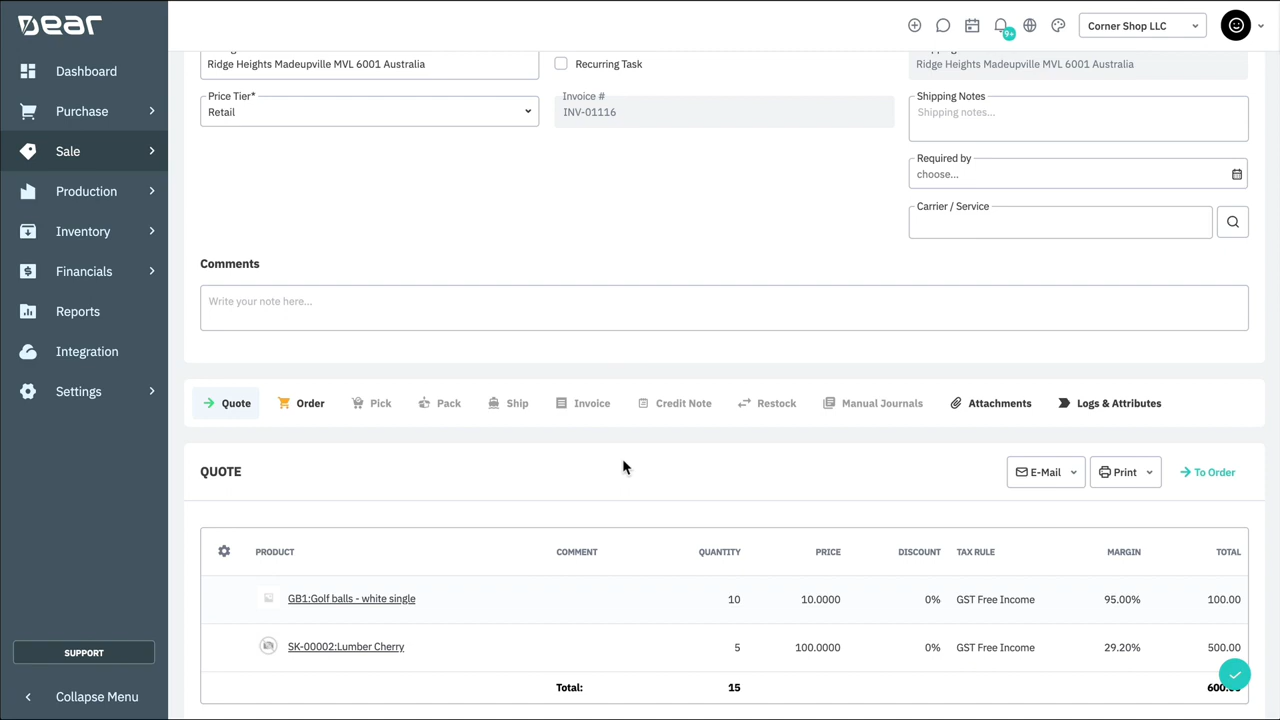 Dear
9+
Corner Shop LLC
Dashboard
Purchase
Sale
Production
Inventory
Financials
Reports
Integration
Settings
SUPPORT
Collapse Menu
Ridge Heights Madeupville MVL 6001 Australia
Recurring Task
Ridge Heights Madeupville MVL 6001 Australia
Price Tier*
Retail
Invoice #
INV-01116
Shipping Notes
Shipping notes...
Required by
choose...
Carrier / Service
Comments
Write your note here...
Quote
Order
Pick
Pack
Ship
Invoice
Credit Note
Restock
Manual Journals
Attachments
Logs & Attributes
QUOTE
E-Mail
Print
To Order
PRODUCT COMMENT QUANTITY PRICE DISCOUNT TAX RULE MARGIN TOTAL
GB1:Golf balls - white single 10 10.0000 0% GST Free Income 95.00% 100.00
SK-00002:Lumber Cherry 5 100.0000 0% GST Free Income 29.20% 500.00
Total: 15